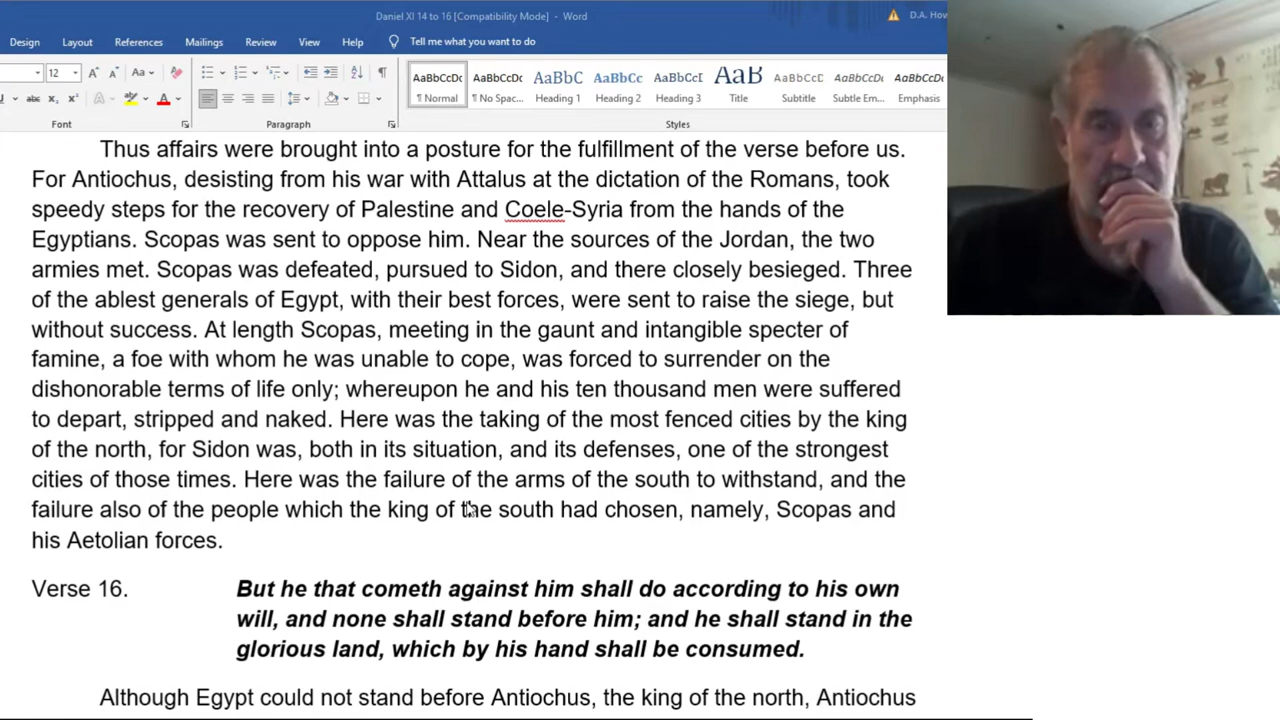 Daniel XI 14 to 16 [Compatibility Mode] - Word
D.A. How
Design Layout References Mailings Review View Help Tell me what you want to do
12 Aa
abc x₂ x² A A
AaBbCcDc AaBbCcDc AaBbC AaBbCc AaBbCcI AaB AaBbCcD AaBbCcD AaBbCcDt
¶ Normal ¶ No Spac... Heading 1 Heading 2 Heading 3 Title Subtitle Subtle Em... Emphasis
Font Paragraph Styles
Thus affairs were brought into a posture for the fulfillment of the verse before us.
For Antiochus, desisting from his war with Attalus at the dictation of the Romans, took
speedy steps for the recovery of Palestine and Coele-Syria from the hands of the
Egyptians. Scopas was sent to oppose him. Near the sources of the Jordan, the two
armies met. Scopas was defeated, pursued to Sidon, and there closely besieged. Three
of the ablest generals of Egypt, with their best forces, were sent to raise the siege, but
without success. At length Scopas, meeting in the gaunt and intangible specter of
famine, a foe with whom he was unable to cope, was forced to surrender on the
dishonorable terms of life only; whereupon he and his ten thousand men were suffered
to depart, stripped and naked. Here was the taking of the most fenced cities by the king
of the north, for Sidon was, both in its situation, and its defenses, one of the strongest
cities of those times. Here was the failure of the arms of the south to withstand, and the
failure also of the people which the king of the south had chosen, namely, Scopas and
his Aetolian forces.
Verse 16. But he that cometh against him shall do according to his own
will, and none shall stand before him; and he shall stand in the
glorious land, which by his hand shall be consumed.
Although Egypt could not stand before Antiochus, the king of the north, Antiochus